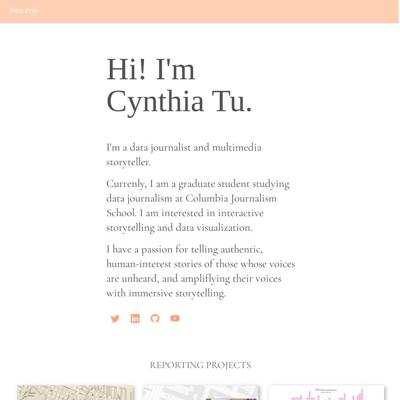 Hi! I'm
Cynthia Tu.
I'm a data journalist and multimedia
storyteller.
Currenly, I am a graduate student studying
data journalism at Columbia Journalism
School. I am interested in interactive
storytelling and data visualization.
I have a passion for telling authentic,
human-interest stories of those whose voices
are unheard, and ampliflying their voices
with immersive storytelling.
REPORTING PROJECTS